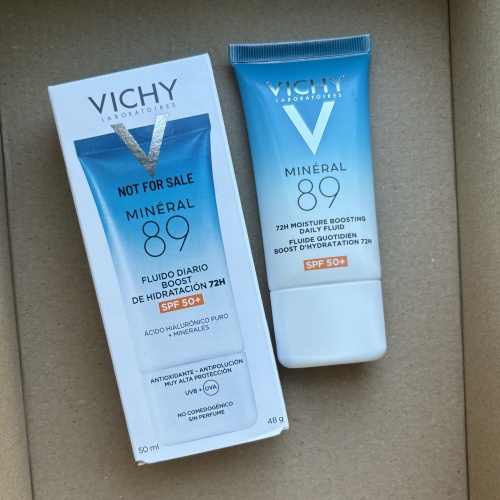 VICHY
LABORATOIRES
NOT FOR SALE
MINÉRAL
89
FLUIDO DIARIO
BOOST
DE HIDRATACIÓN 72H
SPF 50+
ÁCIDO HIALURÓNICO PURO
+ MINERALES
ANTIOXIDANTE – ANTIPOLUCIÓN
MUY ALTA PROTECCIÓN
UVB + UVA
NO COMEDOGÉNICO
SIN PERFUME
50 ml
48 g
VICHY
LABORATOIRES
MINÉRAL
89
72H MOISTURE BOOSTING
DAILY FLUID
FLUIDE QUOTIDIEN
BOOST D'HYDRATATION 72H
SPF 50+